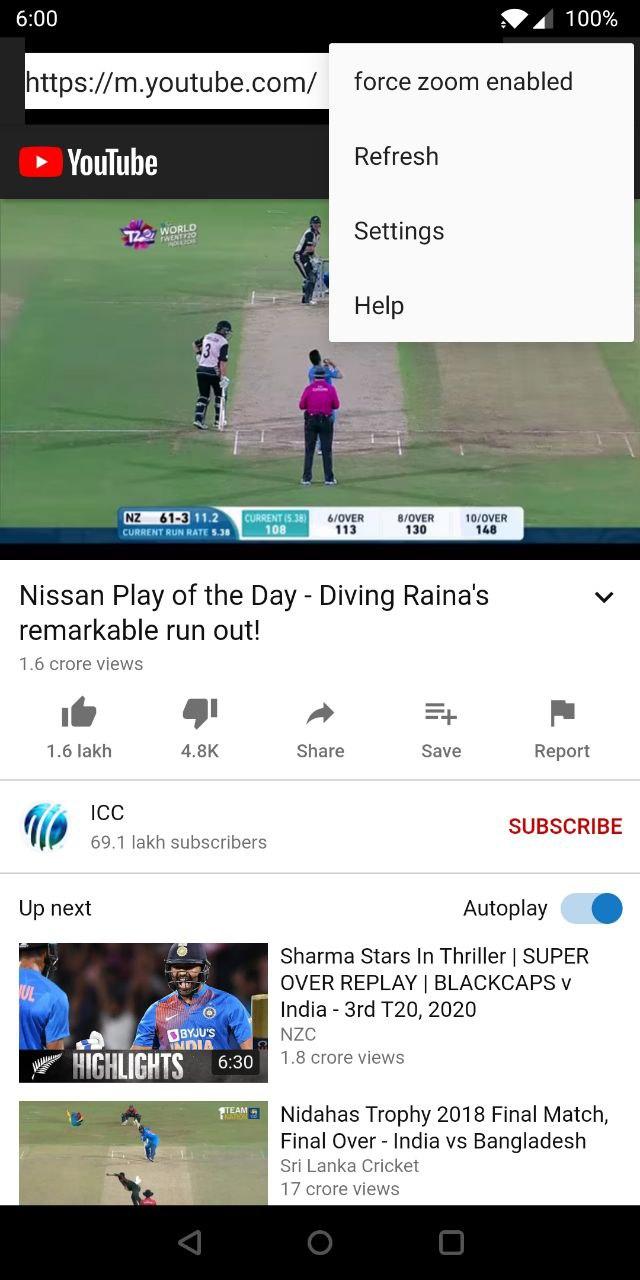 6:00
100%
https://m.youtube.com/
force zoom enabled
Refresh
Settings
Help
YouTube
T20 WORLD
TWENTY20
3
NZ 61-3 11.2
CURRENT RUN RATE 5.38
CURRENT (5.38)
108
6/OVER
113
8/OVER
130
10/OVER
148
Nissan Play of the Day - Diving Raina's
remarkable run out!
1.6 crore views
1.6 lakh
4.8K
Share
Save
Report
ICC
69.1 lakh subscribers
SUBSCRIBE
Up next
Autoplay
BYJU'S
INDIA
HIGHLIGHTS
6:30
Sharma Stars In Thriller | SUPER
OVER REPLAY | BLACKCAPS v
India - 3rd T20, 2020
NZC
1.8 crore views
1TEAM
Nidahas Trophy 2018 Final Match,
Final Over - India vs Bangladesh
Sri Lanka Cricket
17 crore views